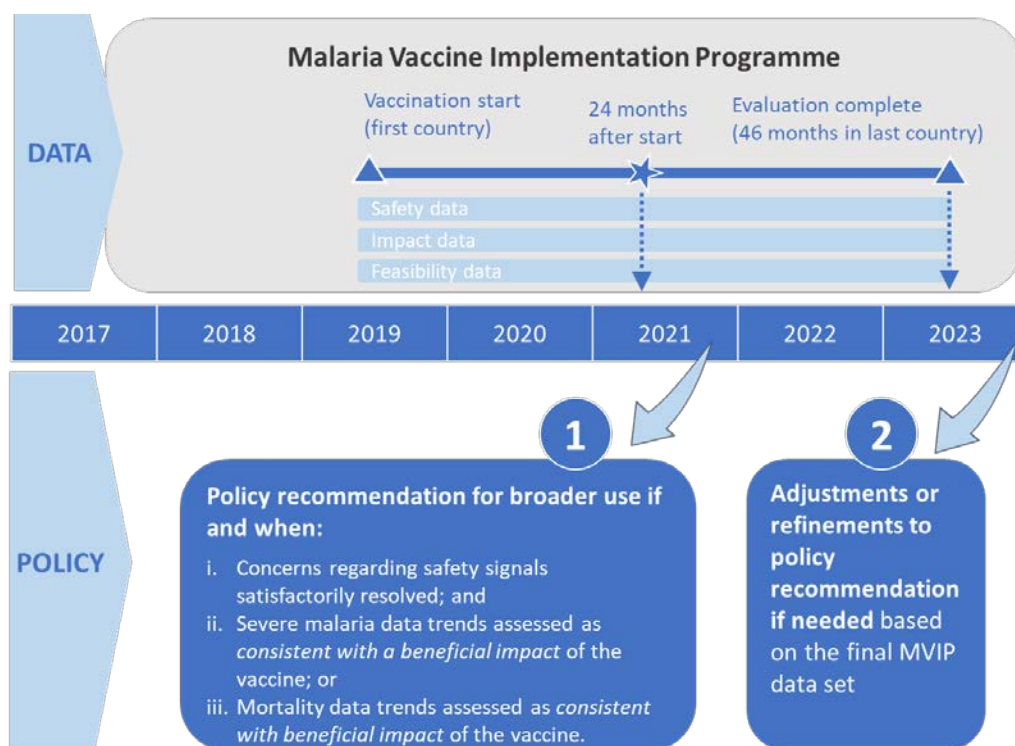 Malaria Vaccine Implementation Programme
DATA
Vaccination start
(first country)
24 months
after start
Evaluation complete
(46 months in last country)
Safety data
Impact data
Feasibility data
2017
2018
2019
2020
2021
2022
2023
POLICY
1
Policy recommendation for broader use if
and when:
i. Concerns regarding safety signals
satisfactorily resolved; and
ii. Severe malaria data trends assessed as
consistent with a beneficial impact of the
vaccine; or
iii. Mortality data trends assessed as consistent
with beneficial impact of the vaccine.
2
Adjustments or
refinements to
policy
recommendation
if needed based
on the final MVIP
data set